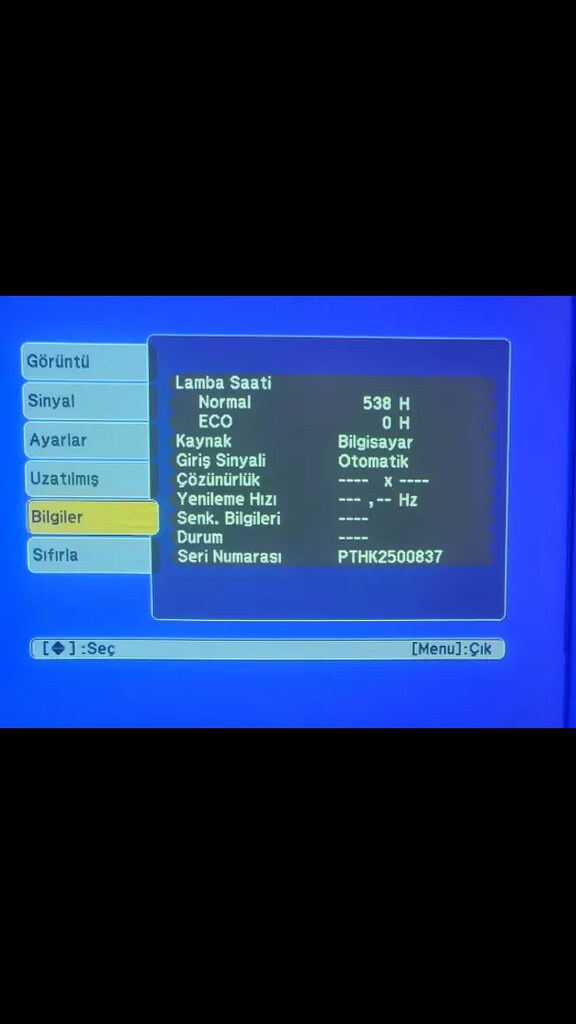 Görüntü
Sinyal
Ayarlar
Uzatılmış
Bilgiler
Sıfırla
Lamba Saati
Normal 538 H
ECO 0 H
Kaynak Bilgisayar
Giriş Sinyali Otomatik
Çözünürlük ---- x ----
Yenileme Hızı --- ,-- Hz
Senk. Bilgileri ----
Durum ----
Seri Numarası PTHK2500837
[◆] :Seç [Menu]:Çık